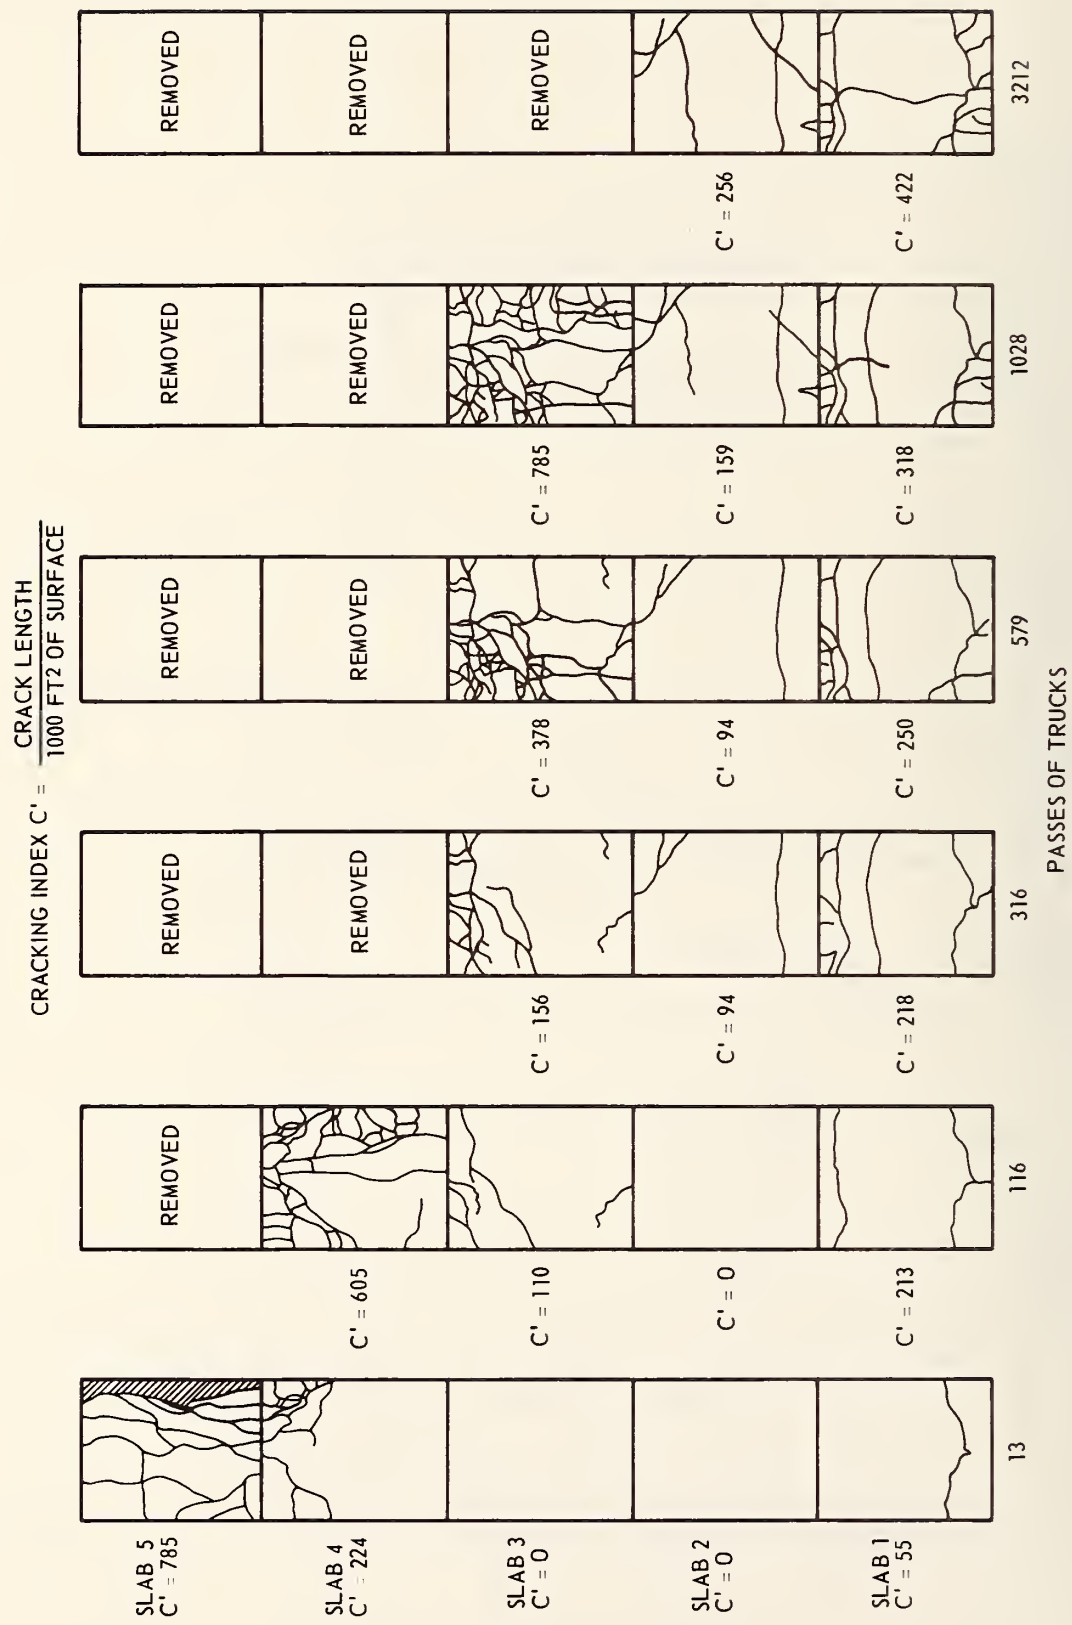 CRACKING INDEX C' = CRACK LENGTH
1000 FT2 OF SURFACE
SLAB 5
C' = 785
REMOVED
REMOVED
REMOVED
REMOVED
REMOVED
SLAB 4
C' = 224
C' = 605
REMOVED
REMOVED
REMOVED
REMOVED
SLAB 3
C' = 0
C' = 110
C' = 156
C' = 378
C' = 785
REMOVED
SLAB 2
C' = 0
C' = 0
C' = 94
C' = 94
C' = 159
C' = 256
SLAB 1
C' = 55
C' = 213
C' = 218
C' = 250
C' = 318
C' = 422
13
116
316
579
1028
3212
PASSES OF TRUCKS